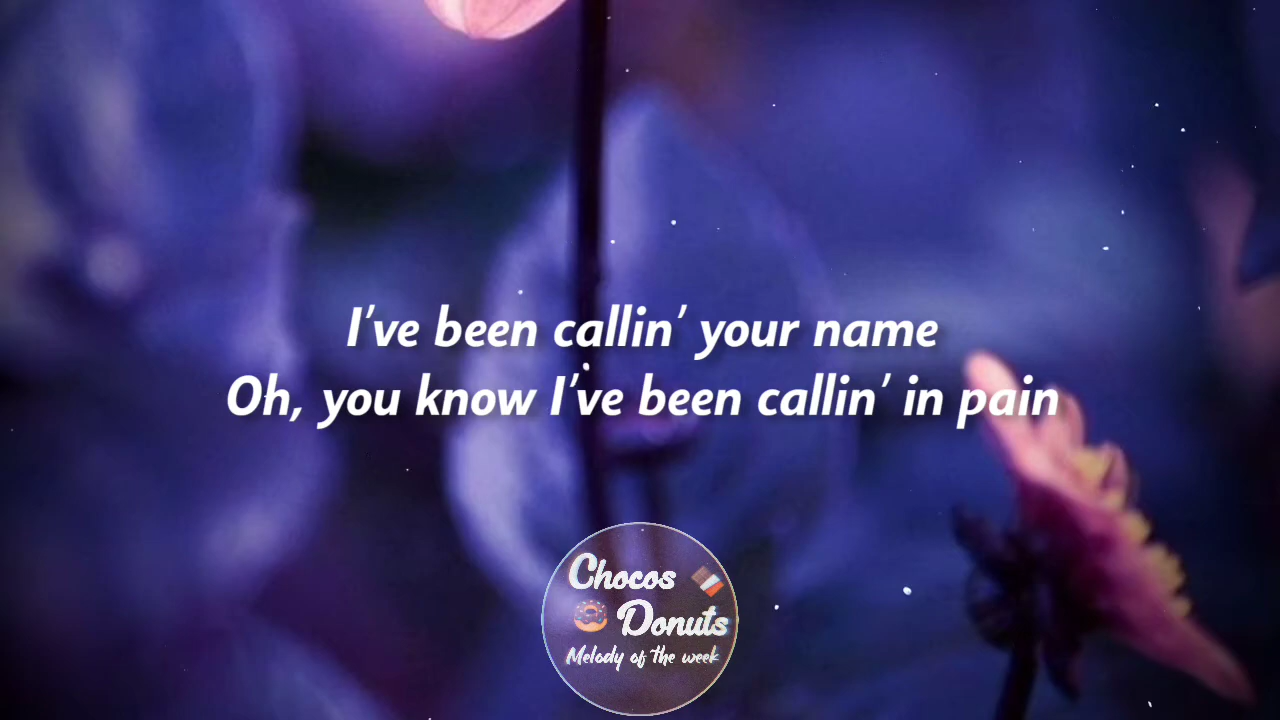 I've been callin' your name
Oh, you know I've been callin' in pain
Chocos
Donuts
Melody of the week